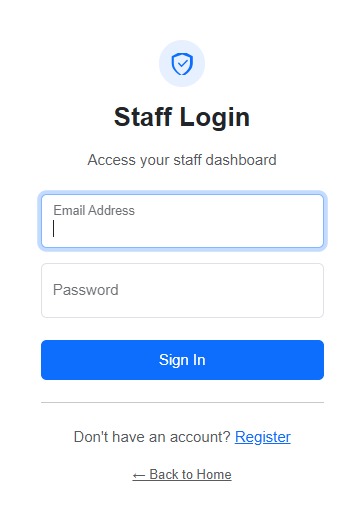 Staff Login
Access your staff dashboard
Email Address
Password
Sign In
Don't have an account? Register
← Back to Home